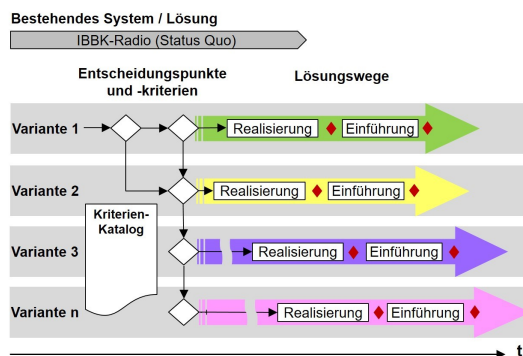 Bestehendes System / Lösung
IBBK-Radio (Status Quo)
Entscheidungspunkte
und -kriterien
Lösungswege
Variante 1
Realisierung
Einführung
Variante 2
Realisierung
Einführung
Kriterien-
Katalog
Variante 3
Realisierung
Einführung
Variante n
Realisierung
Einführung
t